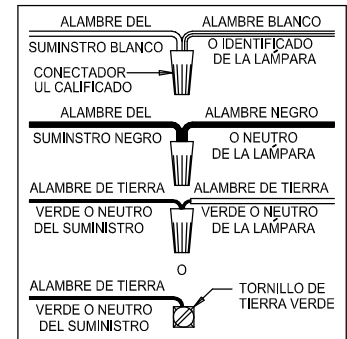 ALAMBRE DEL ALAMBRE BLANCO
SUMINSTRO BLANCO O IDENTIFICADO
DE LA LAMPARA
CONECTADOR
UL CALIFICADO
ALAMBRE DEL ALAMBRE NEGRO
SUMINSTRO NEGRO O NEUTRO
DE LA LAMPARA
ALAMBRE DE TIERRA ALAMBRE DE TIERRA
VERDE O NEUTRO VERDE O NEUTRO
DEL SUMINISTRO DE LA LÁMPARA
O
ALAMBRE DE TIERRA TORNILLO DE
TIERRA VERDE
VERDE O NEUTRO
DEL SUMINISTRO